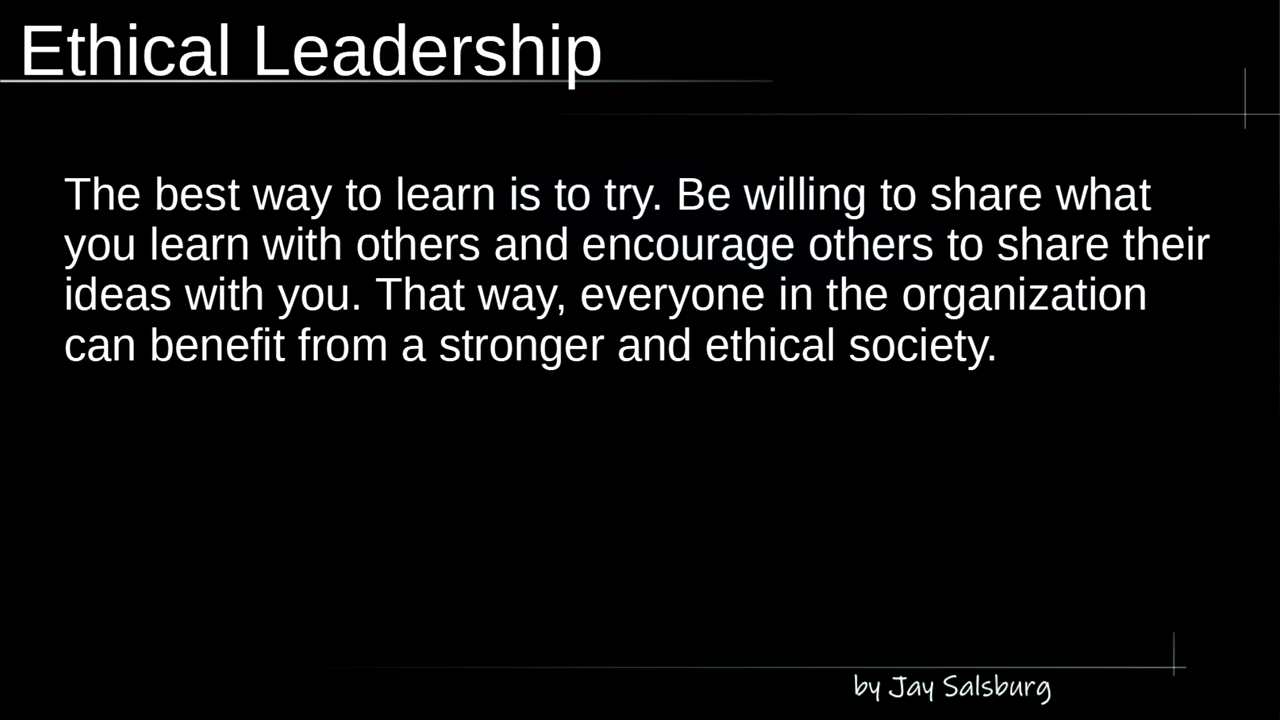 Ethical Leadership
The best way to learn is to try. Be willing to share what
you learn with others and encourage others to share their
ideas with you. That way, everyone in the organization
can benefit from a stronger and ethical society.
by Jay Salsburg